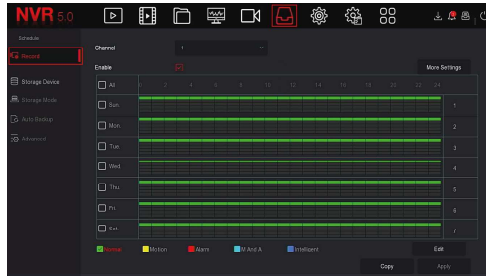 NVR 5.0
Schedule
Record
Storage Device
Storage Mode
Auto Backup
Advanced
Channel 1
Enable
More Settings
All 2 4 6 8 10 12 14 16 18 20 22 24
Sun. 1
Mon. 2
Tue 3
Wed 4
Thu 5
Fri. 6
Sat. 7
Normal Motion Alarm M And A Intelligent
Edit
Copy Apply